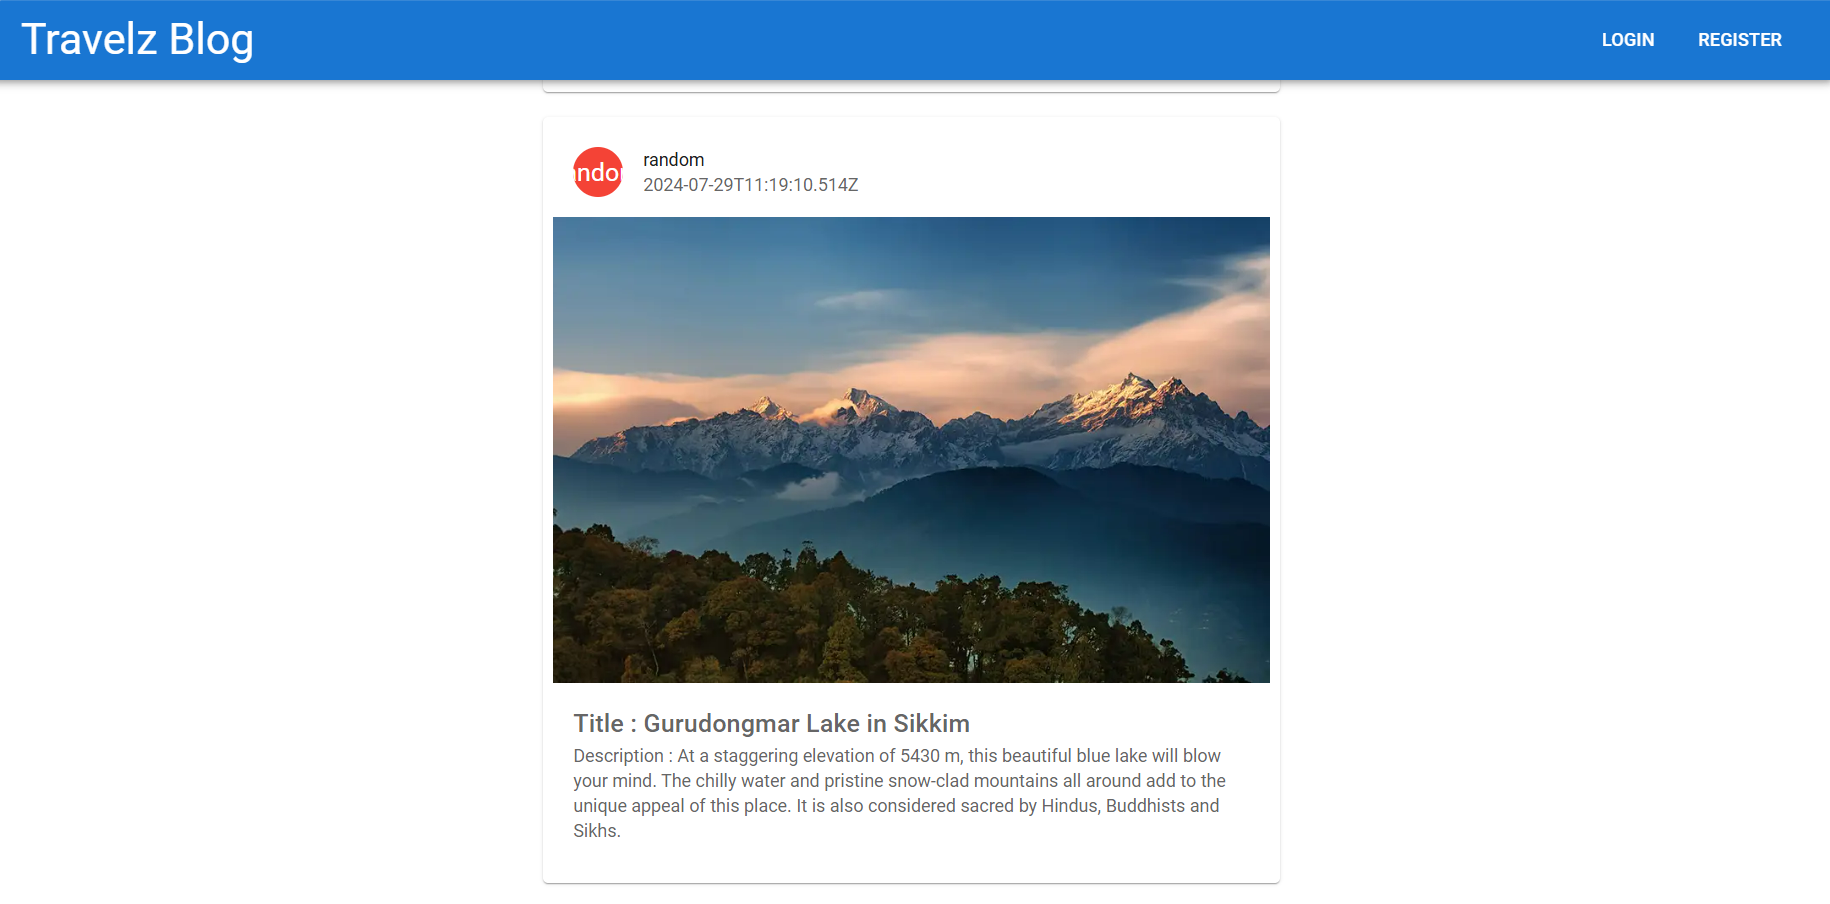 Travelz Blog
LOGIN
REGISTER
ndo
random
2024-07-29T11:19:10.514Z
Title : Gurudongmar Lake in Sikkim
Description : At a staggering elevation of 5430 m, this beautiful blue lake will blow
your mind. The chilly water and pristine snow-clad mountains all around add to the
unique appeal of this place. It is also considered sacred by Hindus, Buddhists and
Sikhs.